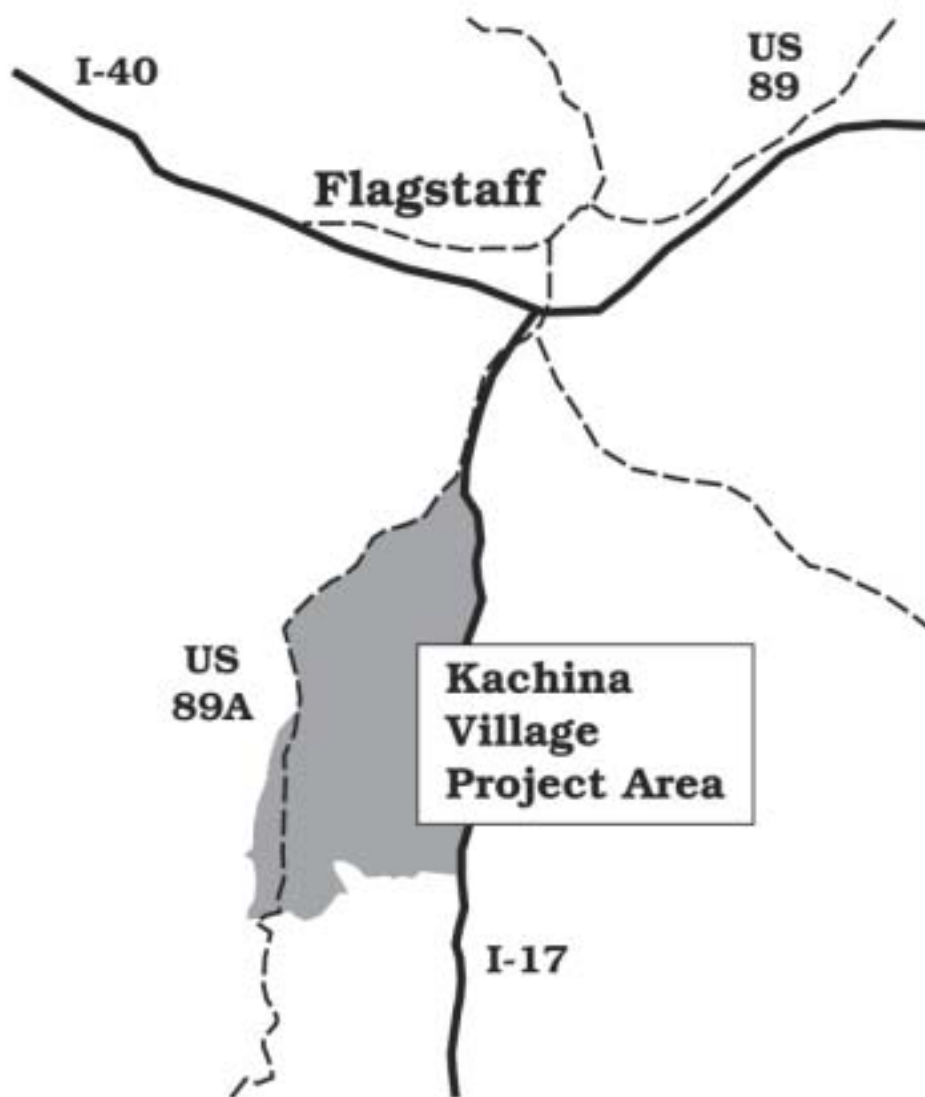 I-40
US
89
Flagstaff
US
89A
Kachina
Village
Project Area
I-17